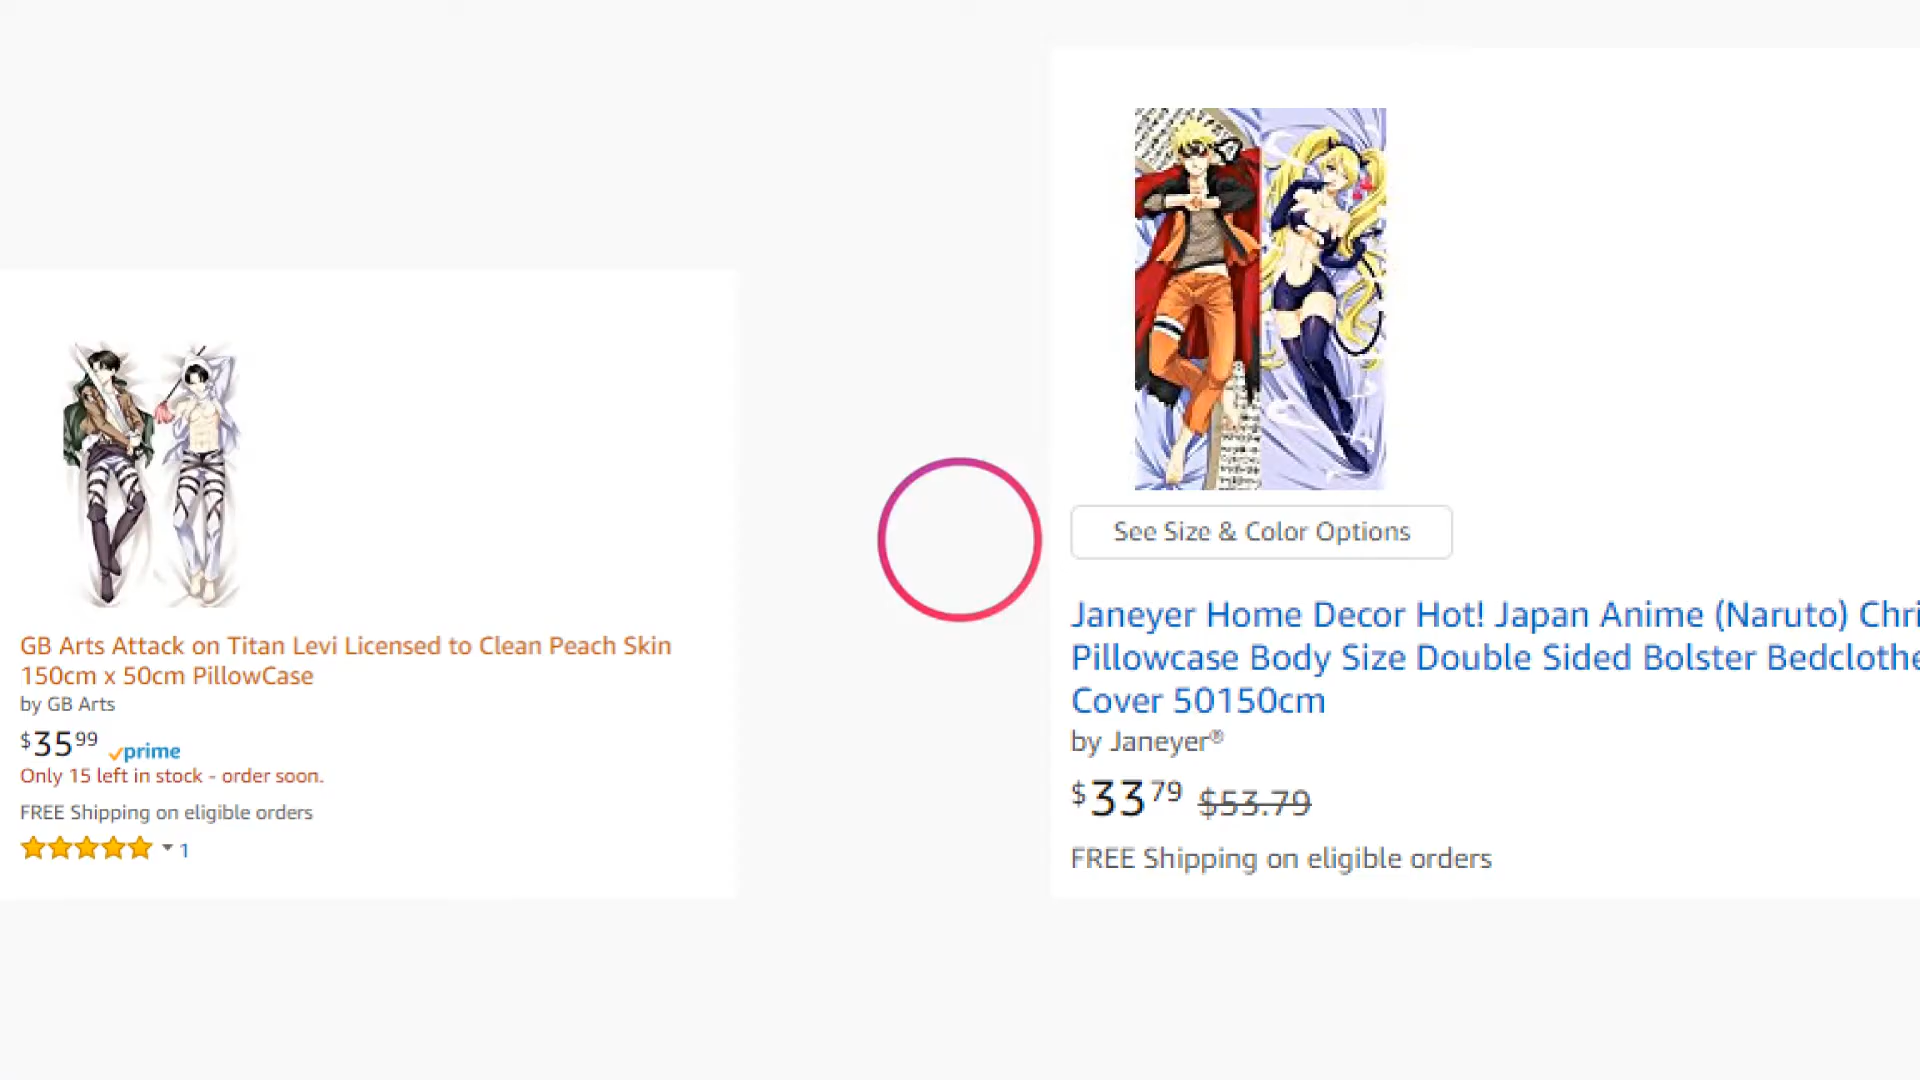 GB Arts Attack on Titan Levi Licensed to Clean Peach Skin
150cm x 50cm PillowCase
by GB Arts
$35.99 prime
Only 15 left in stock - order soon.
FREE Shipping on eligible orders
1
See Size & Color Options
Janeyer Home Decor Hot! Japan Anime (Naruto) Chri
Pillowcase Body Size Double Sided Bolster Bedclothe
Cover 50150cm
by Janeyer®
$33.79 $53.79
FREE Shipping on eligible orders